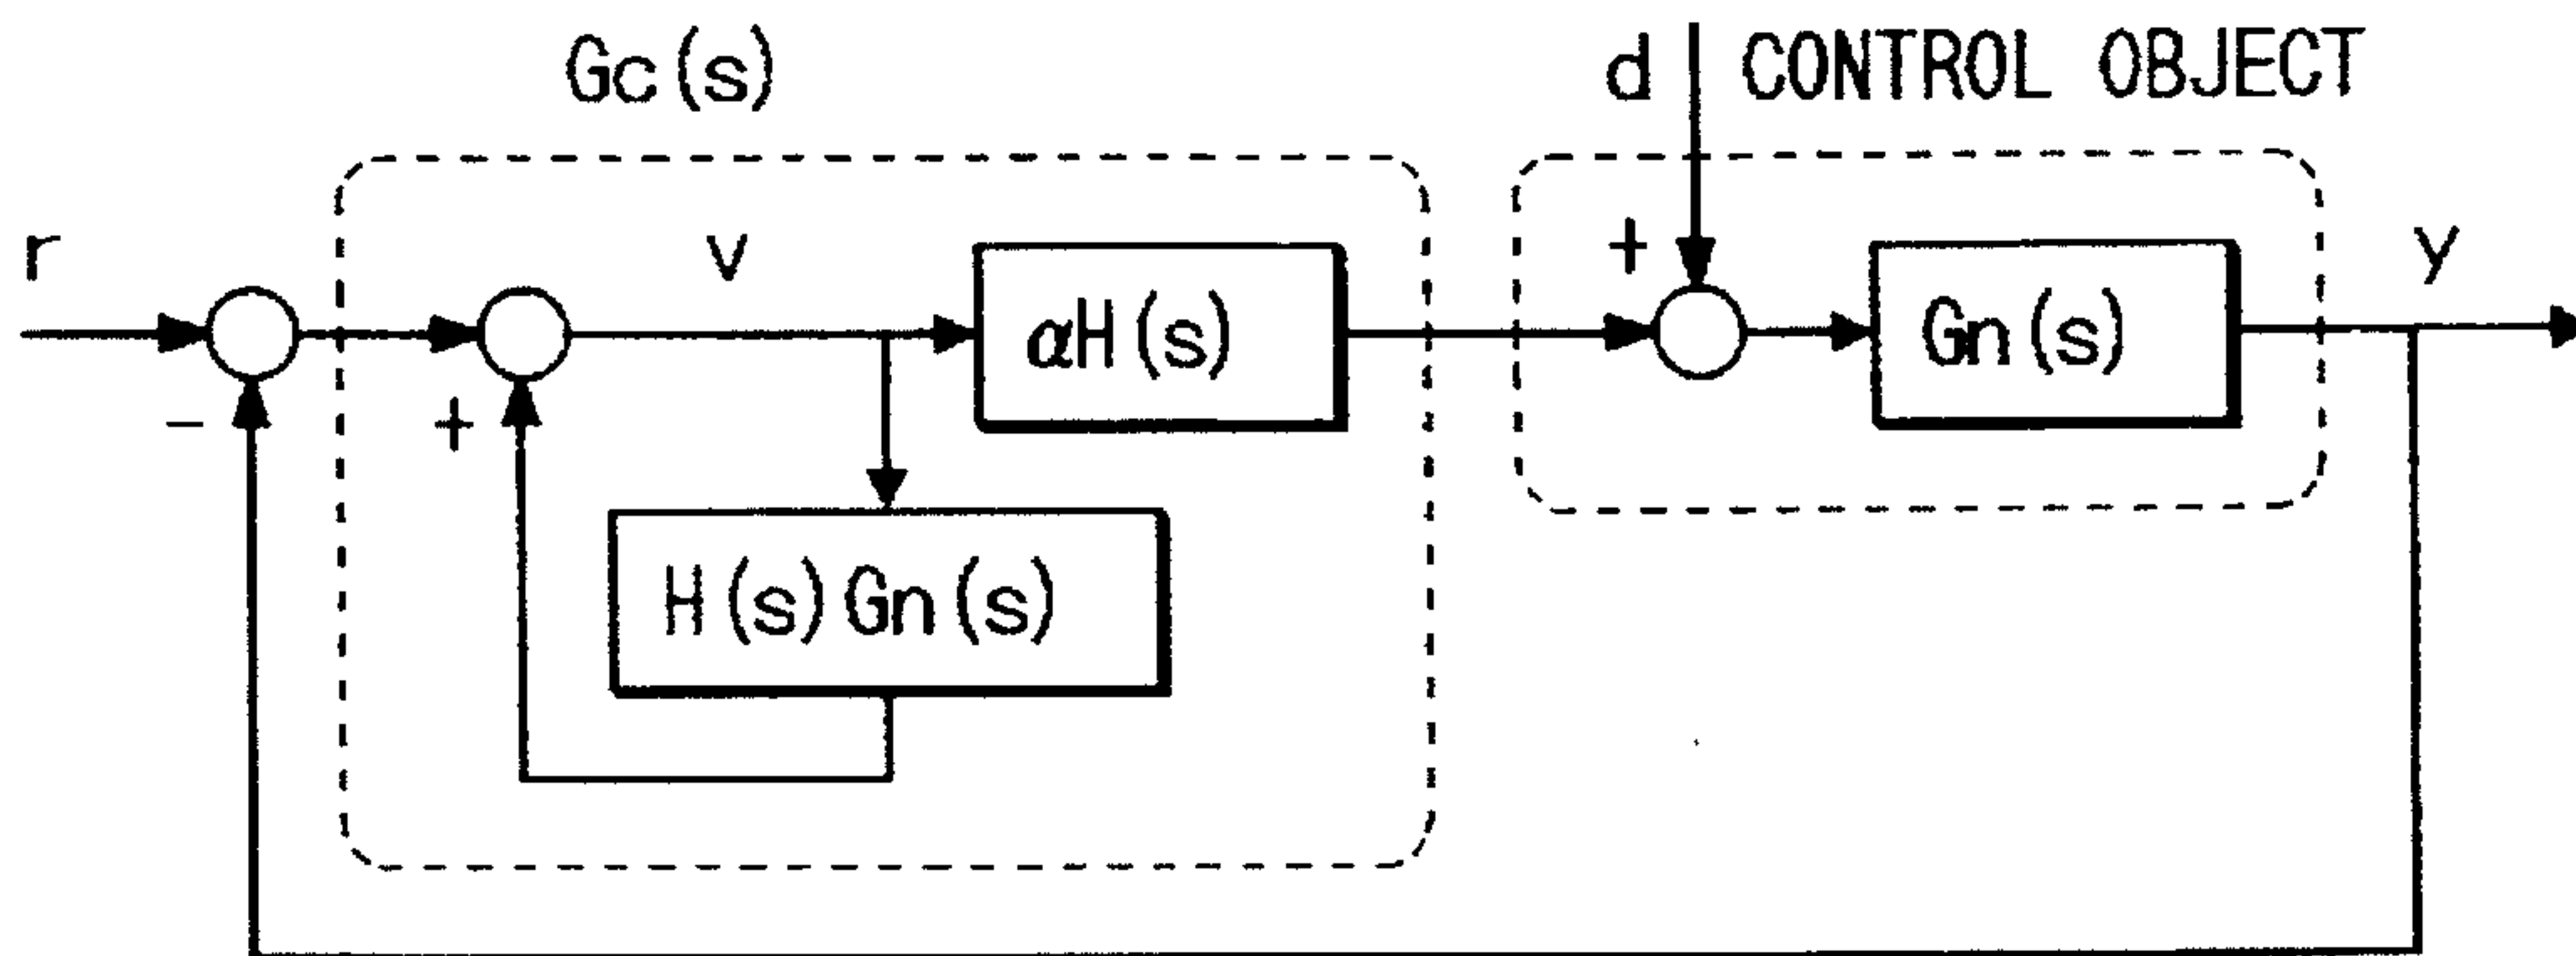 Gc(s)
d CONTROL OBJECT
r
v
+
y
αH(s)
Gn(s)
-
+
H(s)Gn(s)